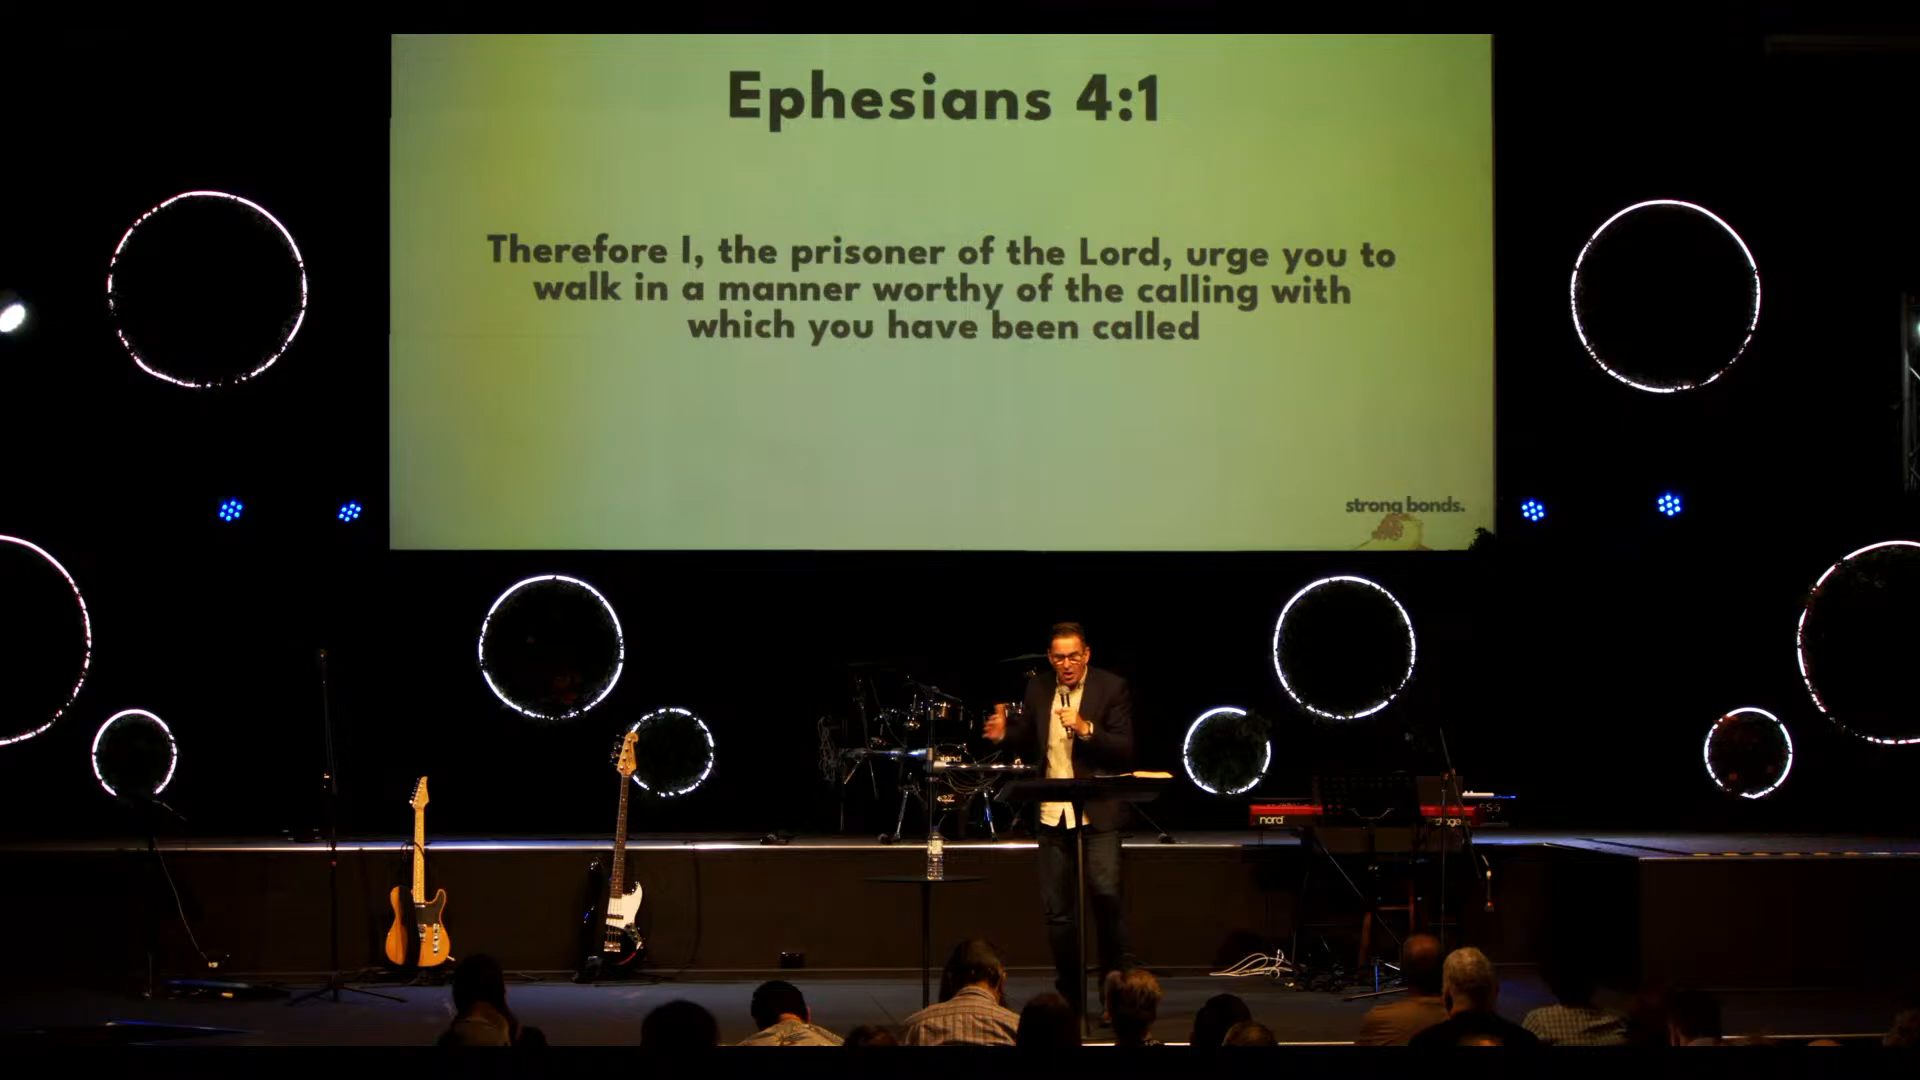 Ephesians 4:1
Therefore I, the prisoner of the Lord, urge you to
walk in a manner worthy of the calling with
which you have been called
strong bonds.
nord